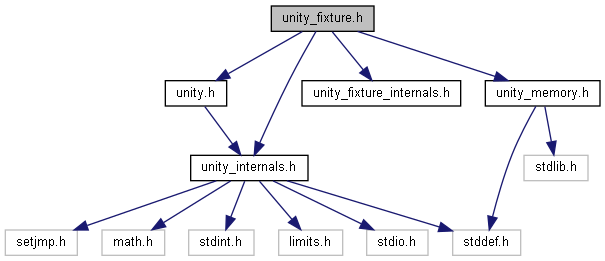 unity_fixture.h
unity.h
unity_fixture_internals.h
unity_memory.h
unity_internals.h
stdlib.h
setjmp.h
math.h
stdint.h
limits.h
stdio.h
stddef.h